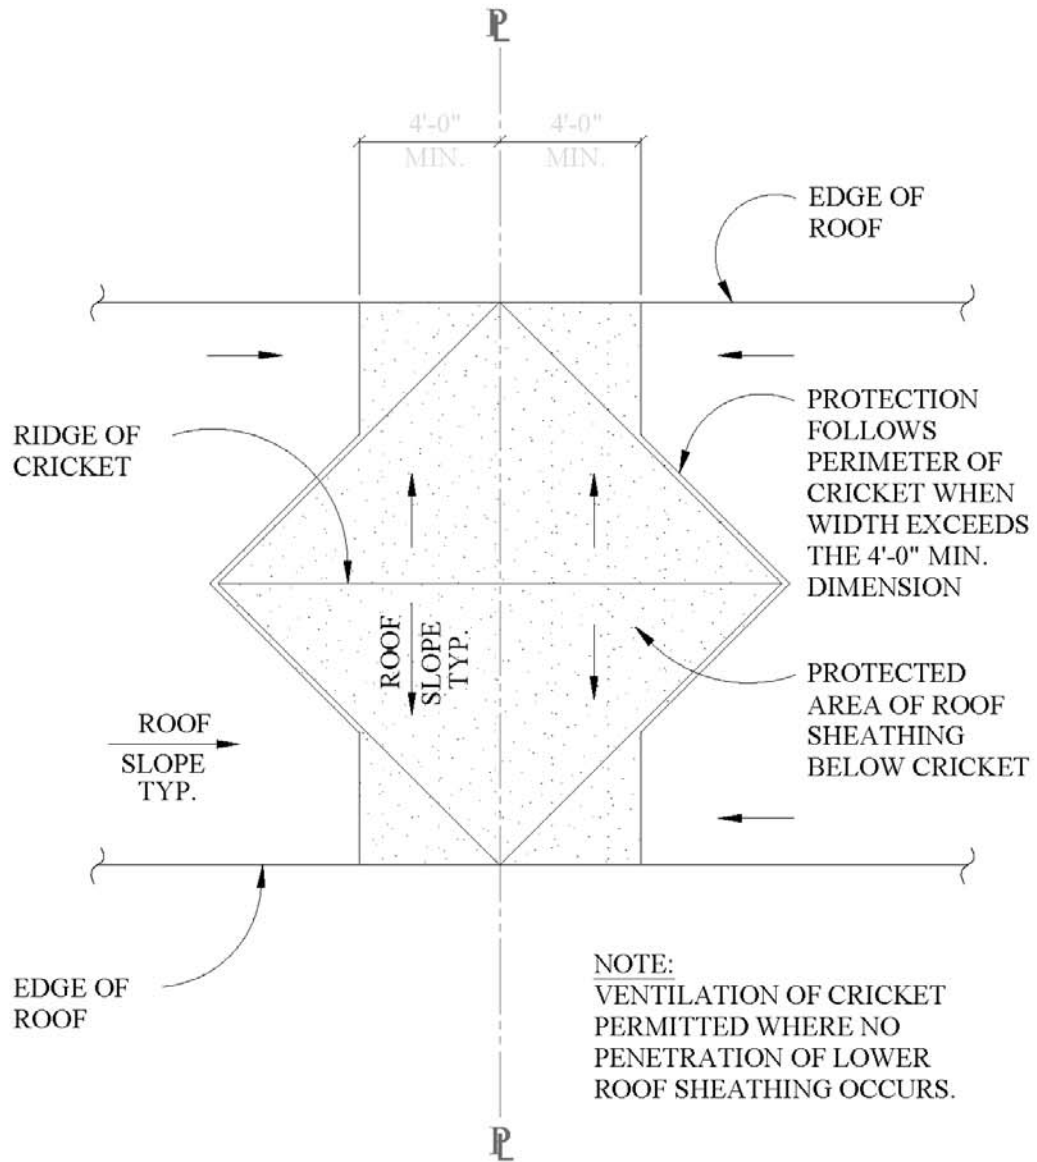 PL
4'-0"
MIN.
4'-0"
MIN.
EDGE OF
ROOF
RIDGE OF
CRICKET
PROTECTION
FOLLOWS
PERIMETER OF
CRICKET WHEN
WIDTH EXCEEDS
THE 4'-0" MIN.
DIMENSION
ROOF
SLOPE
TYP.
PROTECTED
AREA OF ROOF
SHEATHING
BELOW CRICKET
ROOF
SLOPE
TYP.
EDGE OF
ROOF
NOTE:
VENTILATION OF CRICKET
PERMITTED WHERE NO
PENETRATION OF LOWER
ROOF SHEATHING OCCURS.
PL